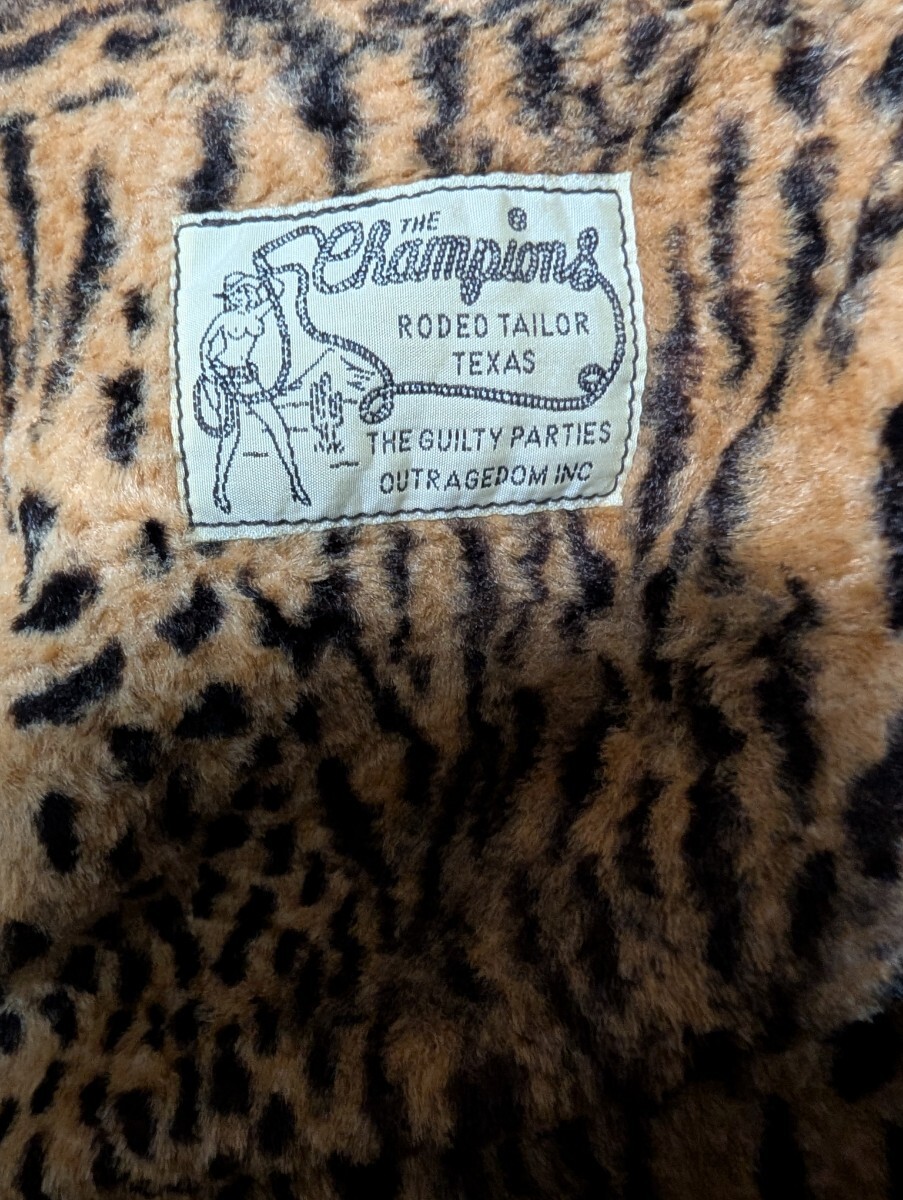 THE
Champions
RODEO TAILOR
TEXAS
THE GUILTY PARTIES
OUTRAGEDOM INC